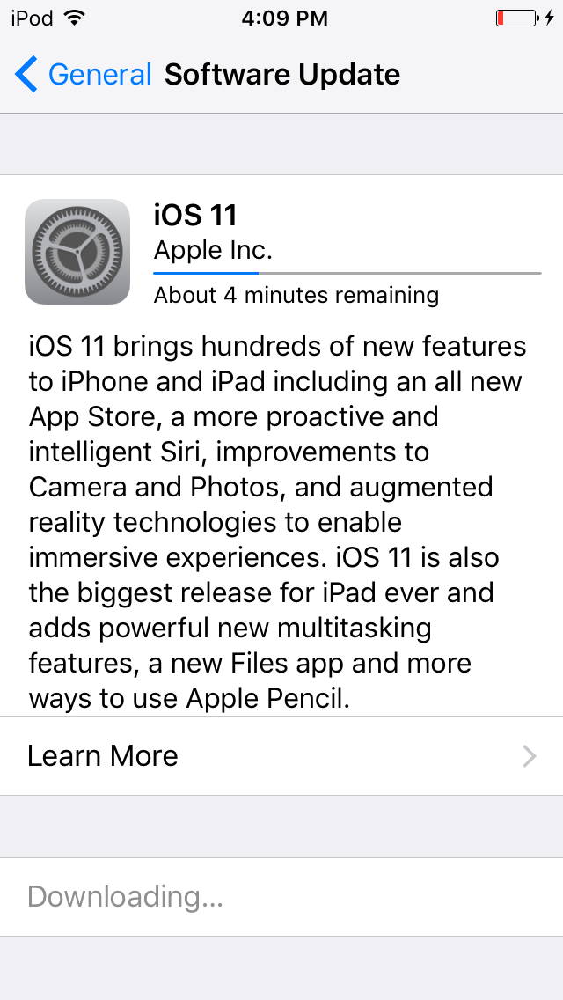 iPod 4:09 PM
General Software Update
iOS 11
Apple Inc.
About 4 minutes remaining
iOS 11 brings hundreds of new features
to iPhone and iPad including an all new
App Store, a more proactive and
intelligent Siri, improvements to
Camera and Photos, and augmented
reality technologies to enable
immersive experiences. iOS 11 is also
the biggest release for iPad ever and
adds powerful new multitasking
features, a new Files app and more
ways to use Apple Pencil.
Learn More
Downloading...